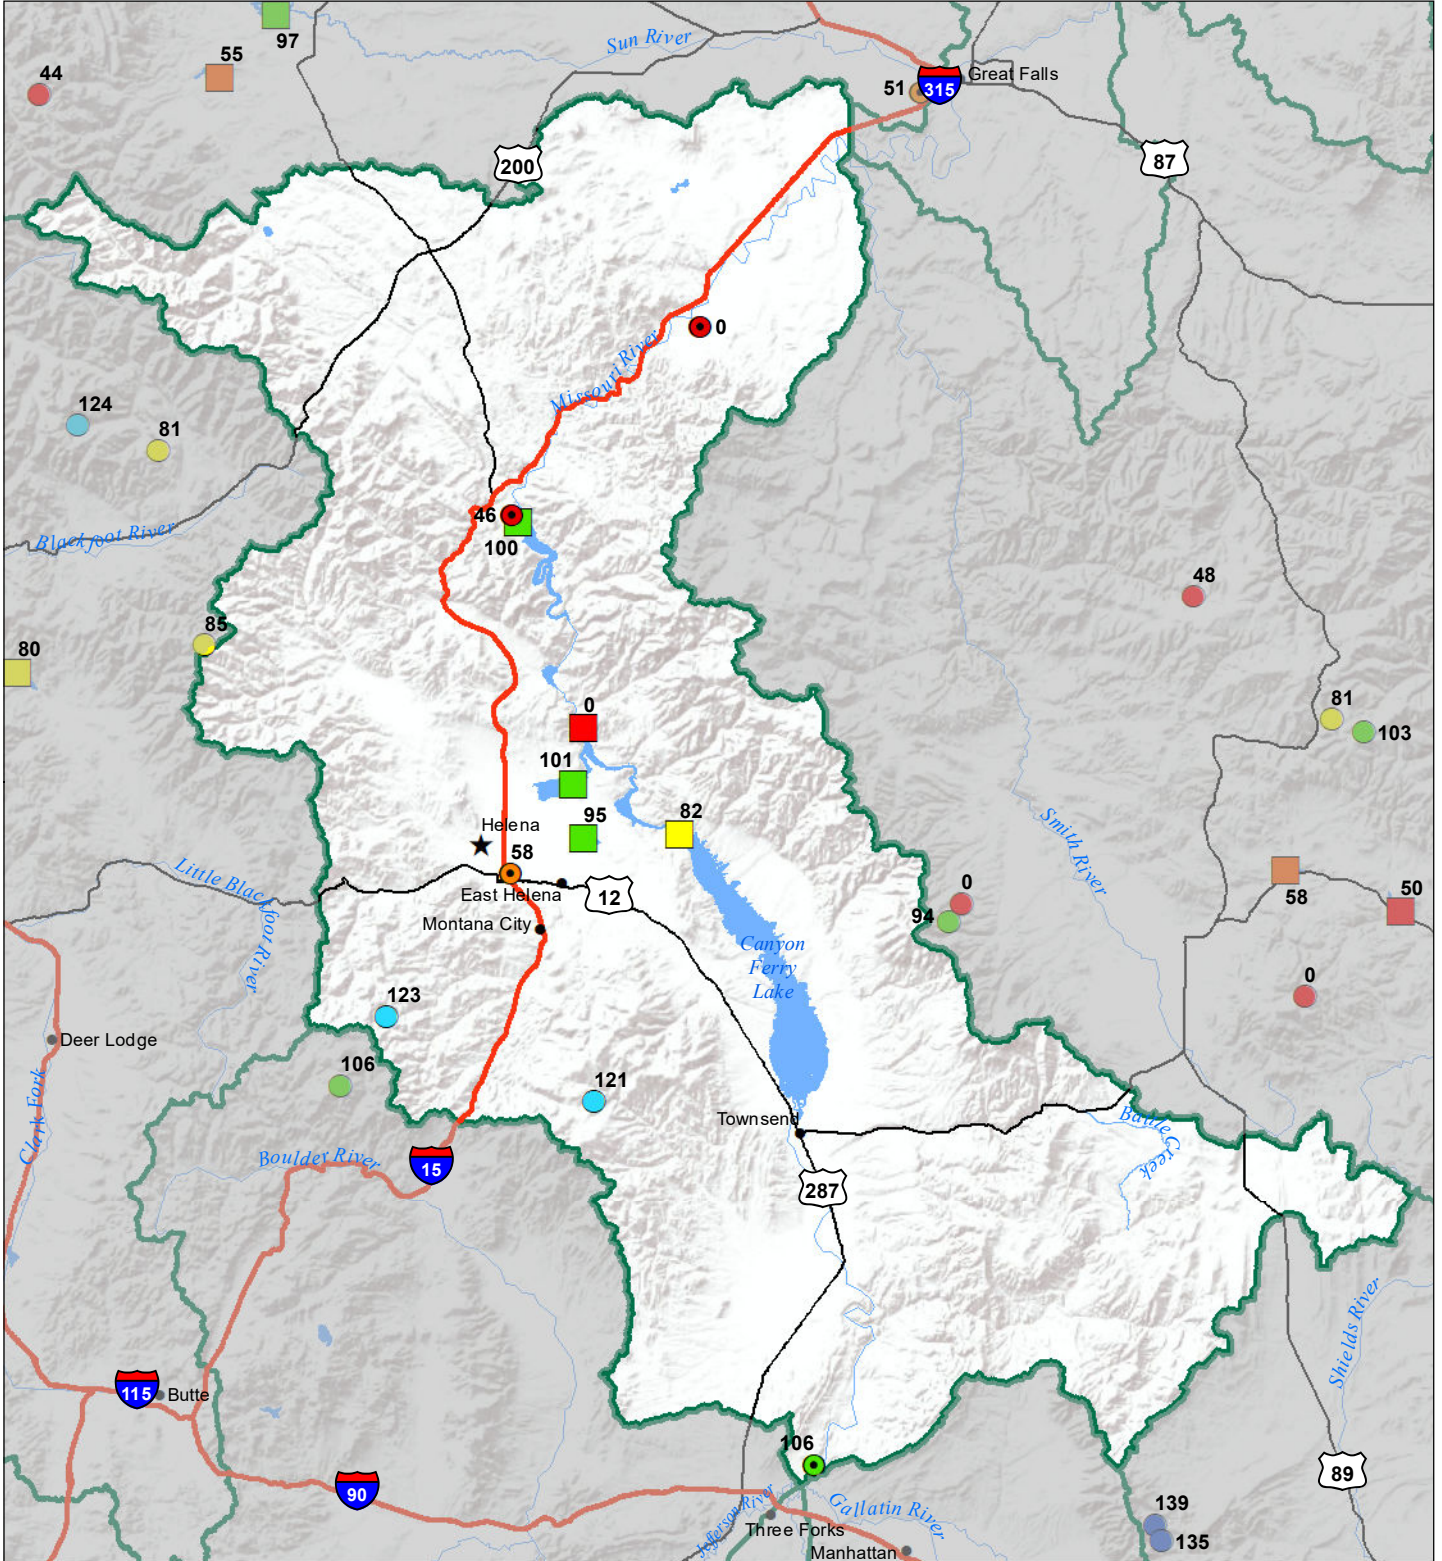 97
Sun River
55
44
Great Falls
51
315
200
87
0
Missouri River
124
81
46
100
Blackfoot River
48
85
80
0
81
103
101
82
95
Helena
58
Smith River
Little Blackfoot River
East Helena
12
0
58
50
94
Montana City
Canyon
Ferry
Lake
0
123
Deer Lodge
106
121
Clark Fork
Townsend
Battle Creek
Boulder River
15
287
Shields River
115
Butte
106
89
90
139
Gallatin River
Jefferson River
Three Forks
135
Manhattan